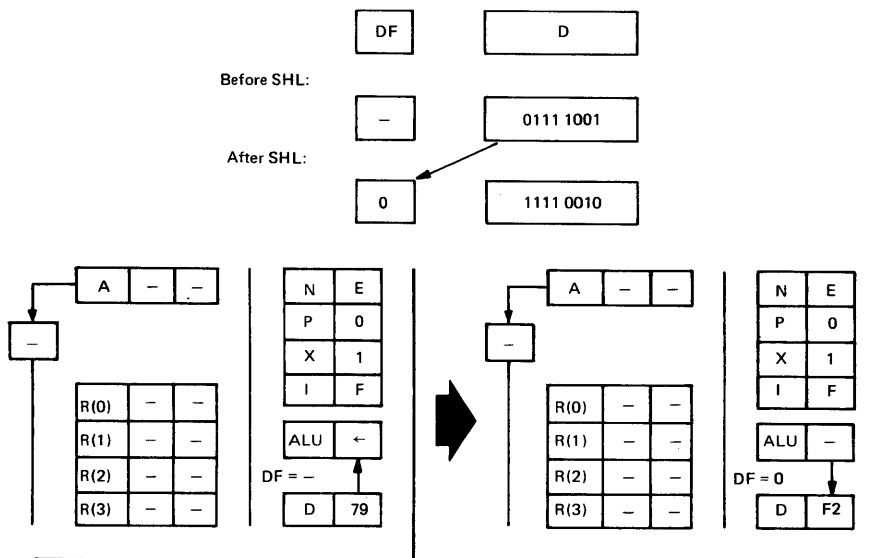 DF D
Before SHL:
– 0111 1001
After SHL:
0 1111 0010
A – –
–
R(0) – –
R(1) – –
R(2) – –
R(3) – –
N E
P 0
X 1
I F
ALU ←
DF = –
D 79
A – –
–
R(0) – –
R(1) – –
R(2) – –
R(3) – –
N E
P 0
X 1
I F
ALU –
DF = 0
D F2